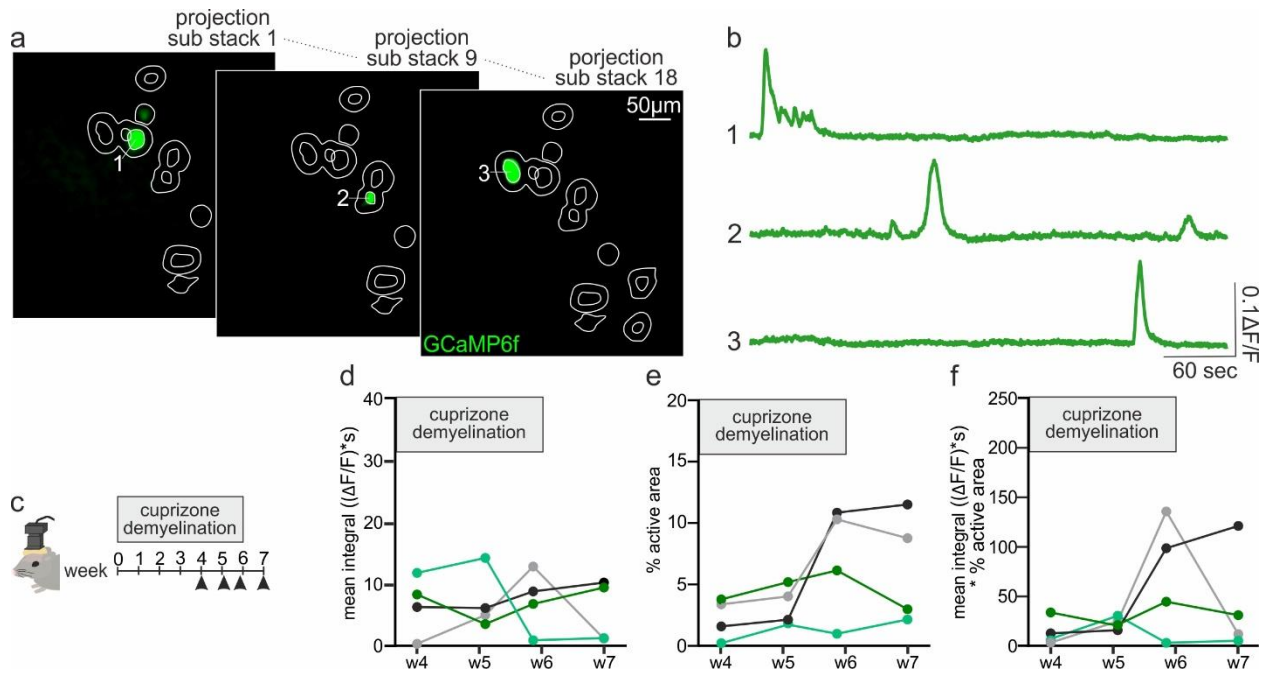 a
projection
sub stack 1
projection
sub stack 9
porjection
sub stack 18
50µm
1
2
3
GCaMP6f
b
1
2
3
0.1ΔF/F
60 sec
c
cuprizone
demyelination
week
0 1 2 3 4 5 6 7
d
mean integral ((ΔF/F)*s)
40
30
20
10
0
cuprizone
demyelination
w4 w5 w6 w7
e
% active area
20
15
10
5
0
cuprizone
demyelination
w4 w5 w6 w7
f
mean integral ((ΔF/F)*s)
* % active area
250
200
150
100
50
0
cuprizone
demyelination
w4 w5 w6 w7